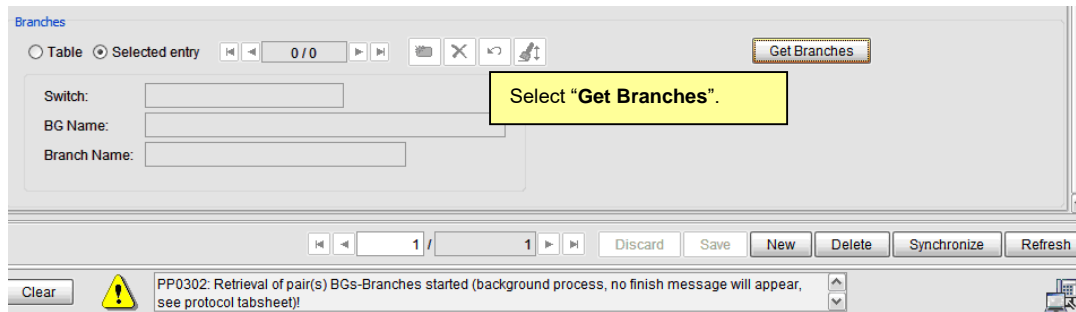 Branches
Table Selected entry 0 / 0 Get Branches
Select “Get Branches”.
Switch:
BG Name:
Branch Name:
1 / 1 Discard Save New Delete Synchronize Refresh
Clear PP0302: Retrieval of pair(s) BGs-Branches started (background process, no finish message will appear,
see protocol tabsheet)!